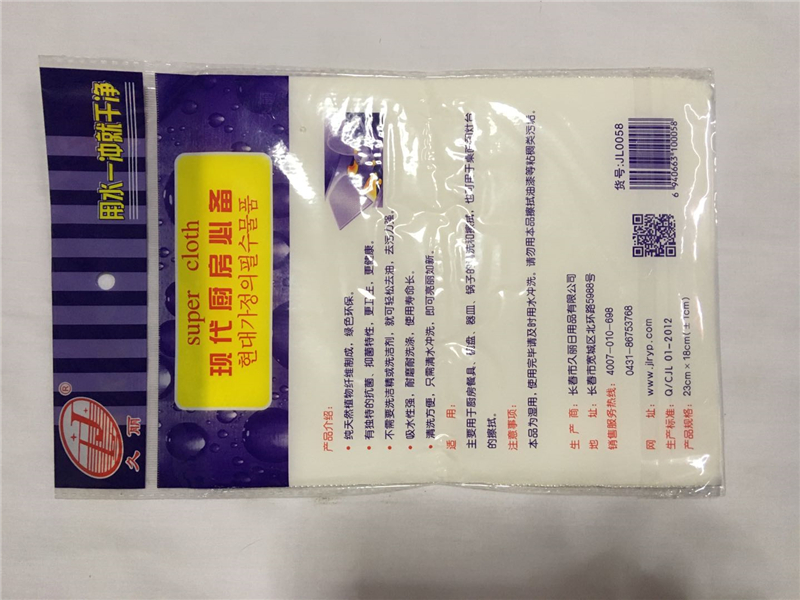 久丽
®
用水一冲就干净
super cloth
现代厨房必备
현대가정의필수물품
产品介绍：
• 纯天然植物纤维制成，绿色环保。
• 有独特的抗菌、抑菌特性，更卫生，更健康。
• 不需要洗洁精或洗洁剂，就可轻松去油，去污力强。
• 吸水性强，耐磨耐洗涤，使用寿命长。
• 清洗方便，只需清水冲洗，即可亮丽如新。
适 用：
主要用于厨房餐具、切盘、器皿、锅子的清洗和擦拭，也可用于桌面和灶台
的擦拭。
注意事项：
本品为湿用，使用完毕请及时用水冲洗，请勿用本品擦拭油漆等粘稠类污垢。
生 产 商：长春市久丽日用品有限公司
地 址：长春市宽城区北环路5988号
销售服务热线：4007-010-698
0431-86753768
网 址：www.jlryp.com
生产标准：Q/CJL 01-2012
产品规格：23cm×18cm(±1cm)
货号:JL0058
6 940663 100058